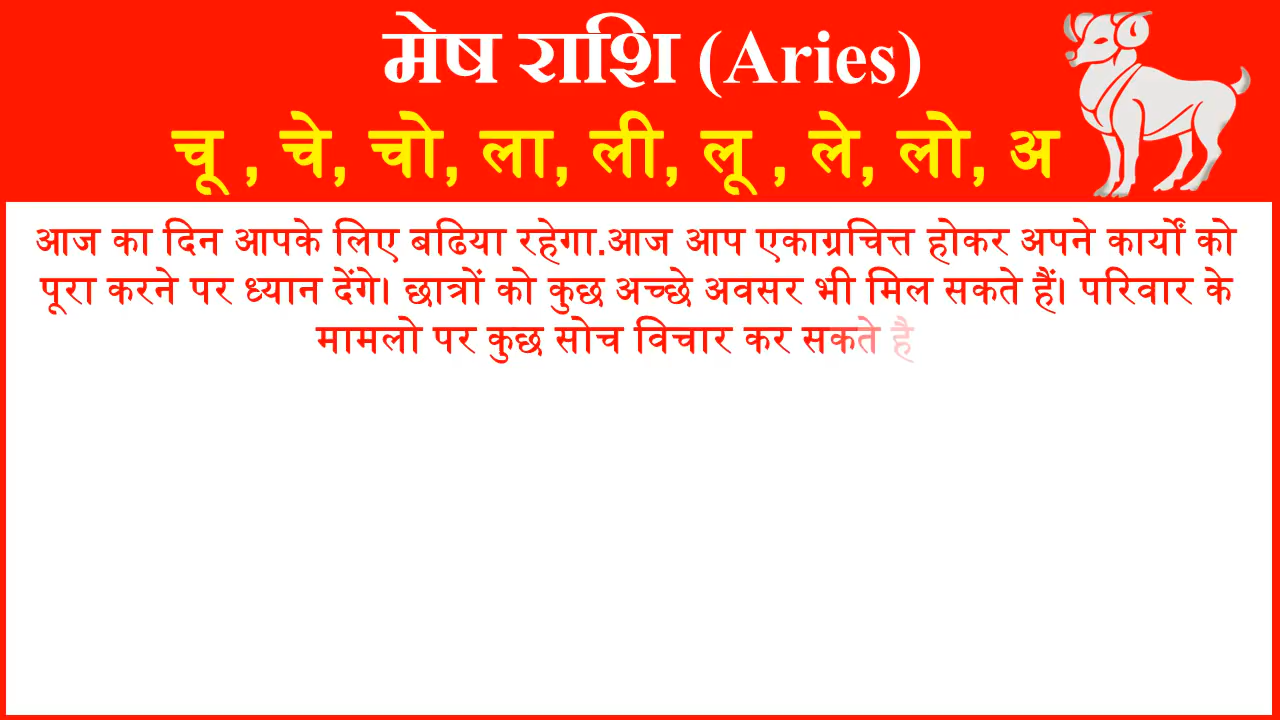 मेष राशि (Aries)
चू , चे, चो, ला, ली, लू , ले, लो, अ
आज का दिन आपके लिए बढिया रहेगा.आज आप एकाग्रचित्त होकर अपने कार्यों को
पूरा करने पर ध्यान देंगे। छात्रों को कुछ अच्छे अवसर भी मिल सकते हैं। परिवार के
मामलो पर कुछ सोच विचार कर सकते है